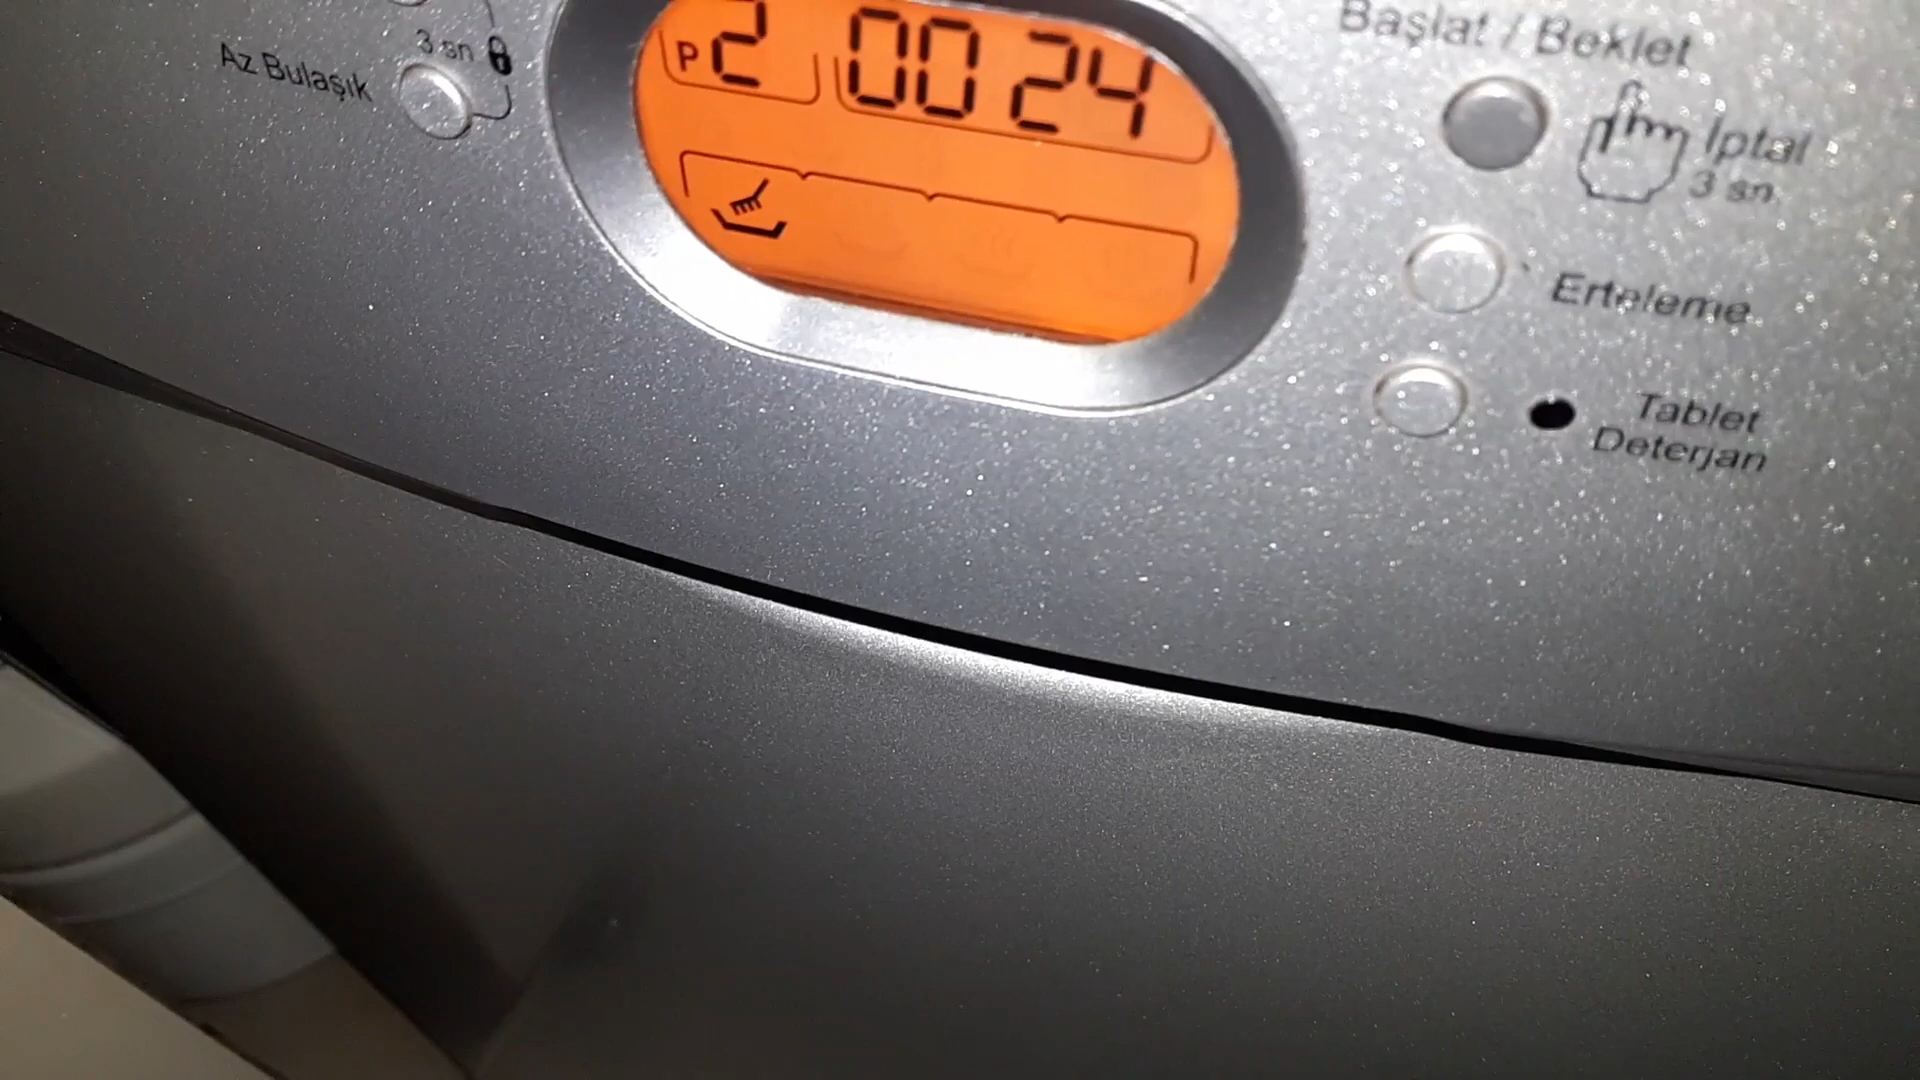 Az Bulaşık
3 sn
P 2 00 24
Başlat / Beklet
İptal
3 sn.
Erteleme
Tablet
Deterjan